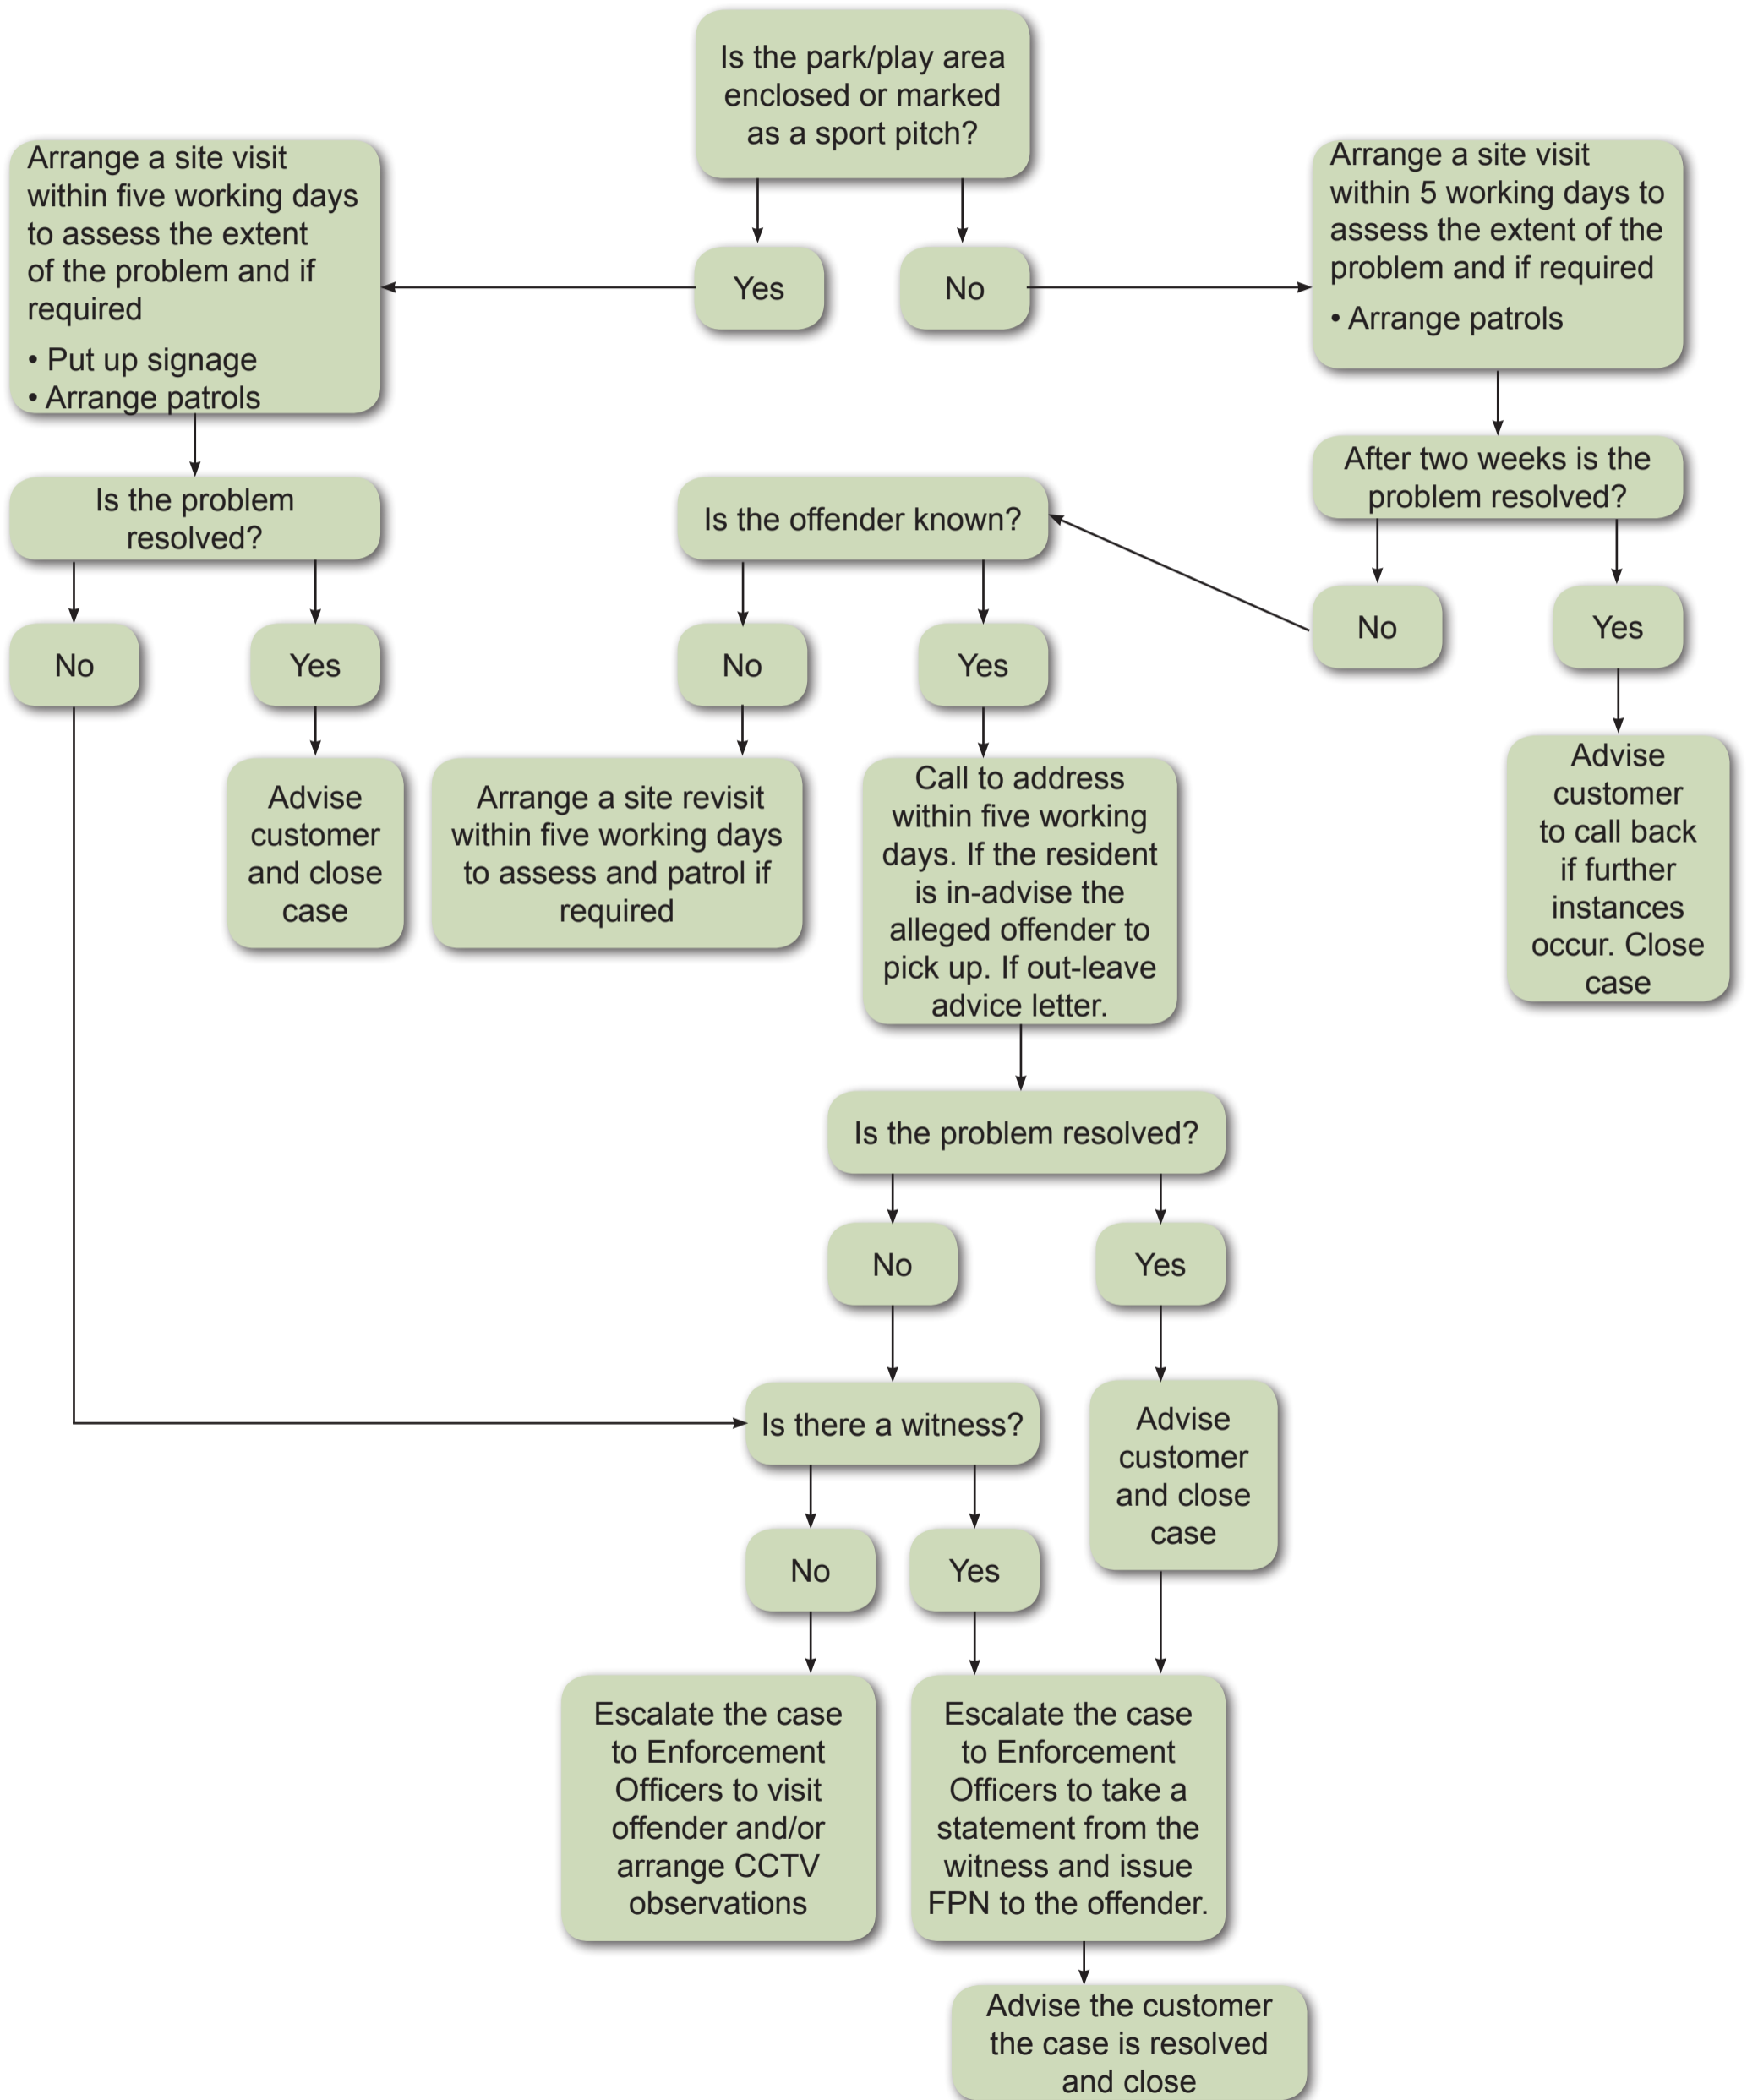 Is the park/play area
enclosed or marked
as a sport pitch?
Yes
No
Arrange a site visit
within five working days
to assess the extent
of the problem and if
required
• Put up signage
• Arrange patrols
Arrange a site visit
within 5 working days to
assess the extent of the
problem and if required
• Arrange patrols
Is the problem
resolved?
No
Yes
Advise
customer
and close
case
After two weeks is the
problem resolved?
No
Yes
Advise
customer
to call back
if further
instances
occur. Close
case
Is the offender known?
No
Yes
Arrange a site revisit
within five working days
to assess and patrol if
required
Call to address
within five working
days. If the resident
is in-advise the
alleged offender to
pick up. If out-leave
advice letter.
Is the problem resolved?
No
Yes
Is there a witness?
Advise
customer
and close
case
No
Yes
Escalate the case
to Enforcement
Officers to visit
offender and/or
arrange CCTV
observations
Escalate the case
to Enforcement
Officers to take a
statement from the
witness and issue
FPN to the offender.
Advise the customer
the case is resolved
and close